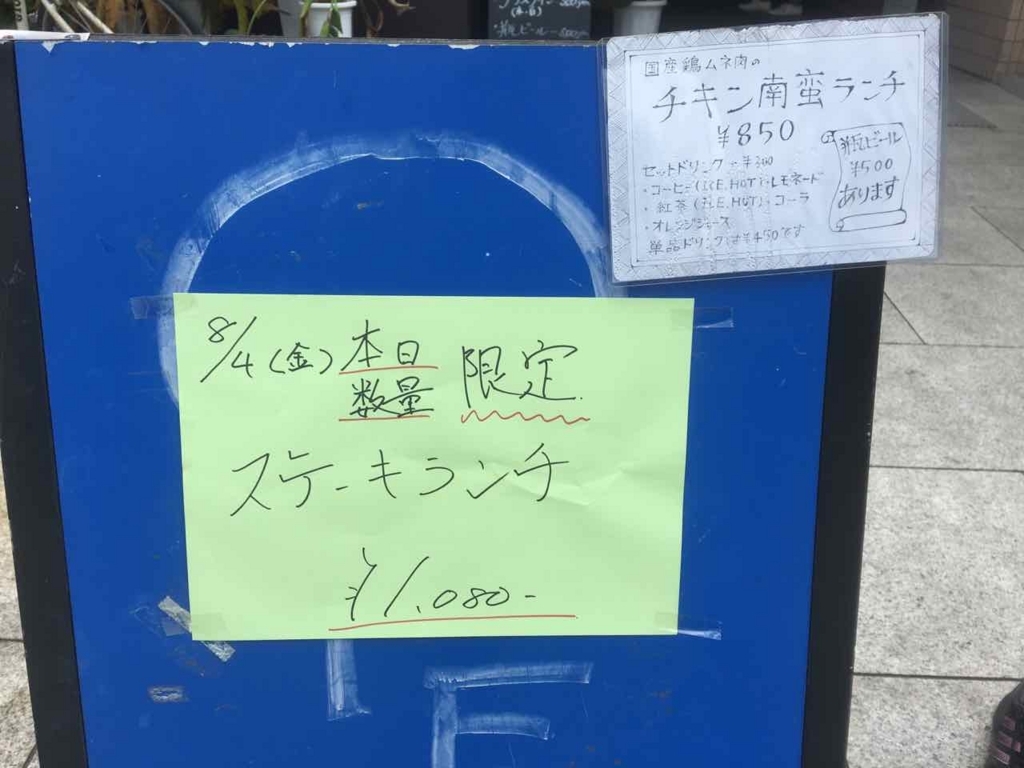 国産鶏ムネ肉の
チキン南蛮ランチ
¥850
セットドリンク ¥300
・コーヒー(ICE,HOT)・レモネード
・紅茶(ICE,HOT)・コーラ
・オレンジジュース
単品ドリンクは¥450です
瓶ビール
¥500
あります
8/4(金)本日
数量
限定
ステーキランチ
¥1,080-